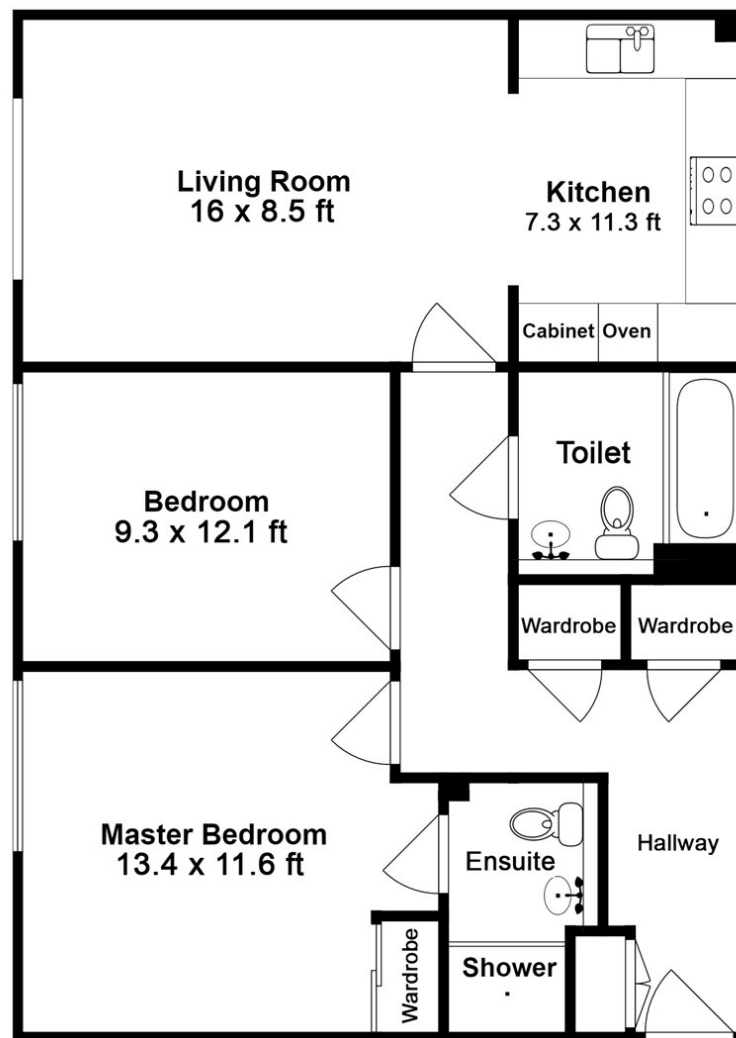 Living Room
16 x 8.5 ft
Kitchen
7.3 x 11.3 ft
Cabinet
Oven
Toilet
Bedroom
9.3 x 12.1 ft
Wardrobe
Wardrobe
Master Bedroom
13.4 x 11.6 ft
Ensuite
Hallway
Wardrobe
Shower